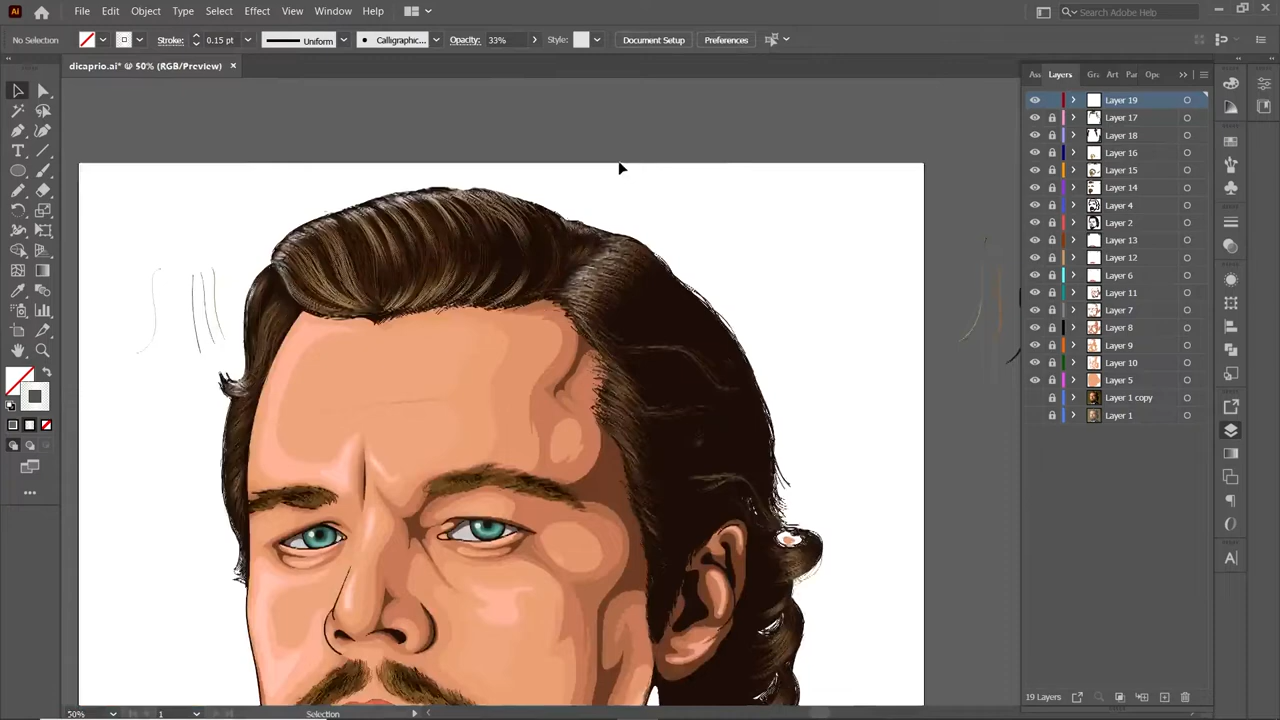 Ai File Edit Object Type Select Effect View Window Help Search Adobe Help
No Selection Stroke: 0.15 pt Uniform Calligraphic... Opacity: 33% Style: Document Setup Preferences
dicaprio.ai* @ 50% (RGB/Preview) ×
Layers Art
Layer 19
Layer 17
Layer 18
Layer 16
Layer 15
Layer 14
Layer 4
Layer 2
Layer 13
Layer 12
Layer 6
Layer 11
Layer 7
Layer 8
Layer 9
Layer 10
Layer 5
Layer 1 copy
Layer 1
19 Layers
50% 1 Selection